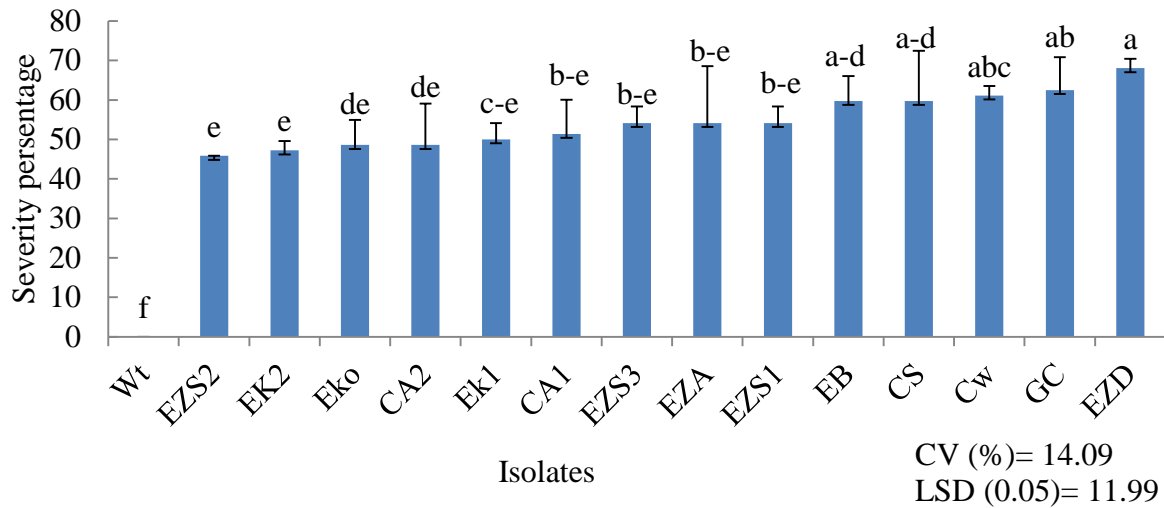 Severity persentage
80
70
60
50
40
30
20
10
0
f
e
e
de
de
c-e
b-e
b-e
b-e
b-e
a-d
a-d
abc
ab
a
Wt
EZS2
EK2
Eko
CA2
Ek1
CA1
EZS3
EZA
EZS1
EB
CS
Cw
GC
EZD
Isolates
CV (%)= 14.09
LSD (0.05)= 11.99